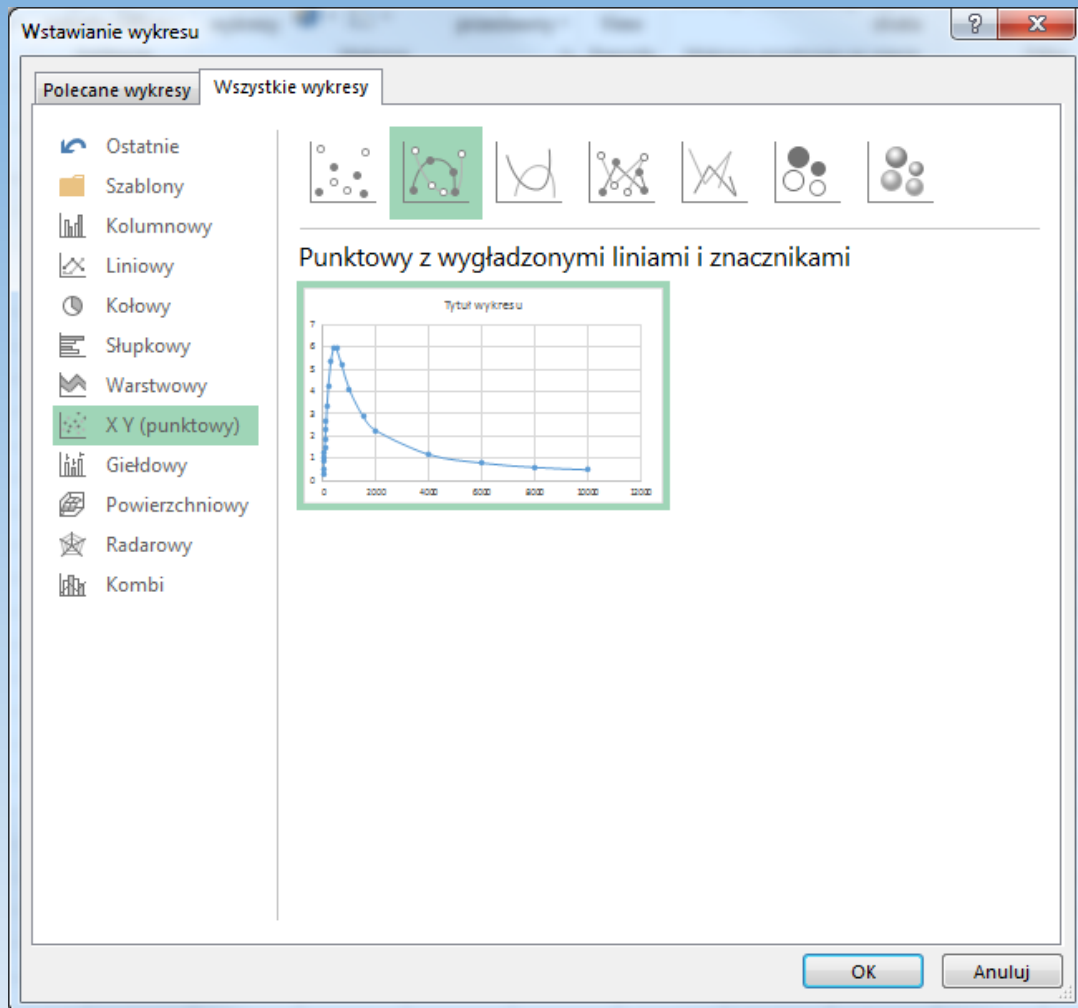 Wstawianie wykresu
?
Polecane wykresy
Wszystkie wykresy
Ostatnie
Szablony
Kolumnowy
Liniowy
Kołowy
Słupkowy
Warstwowy
X Y (punktowy)
Giełdowy
Powierzchniowy
Radarowy
Kombi
Punktowy z wygładzonymi liniami i znacznikami
Tytuł wykresu
7
6
5
4
3
2
1
0
0 2000 4000 6000 8000 10000 12000
OK
Anuluj